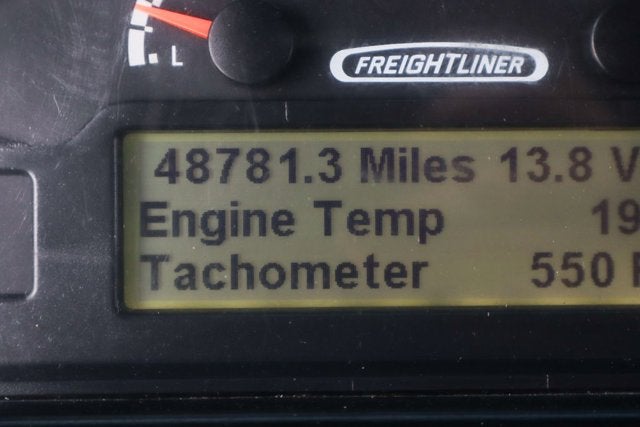 L
FREIGHTLINER
48781.3 Miles 13.8 V
Engine Temp 19
Tachometer 550